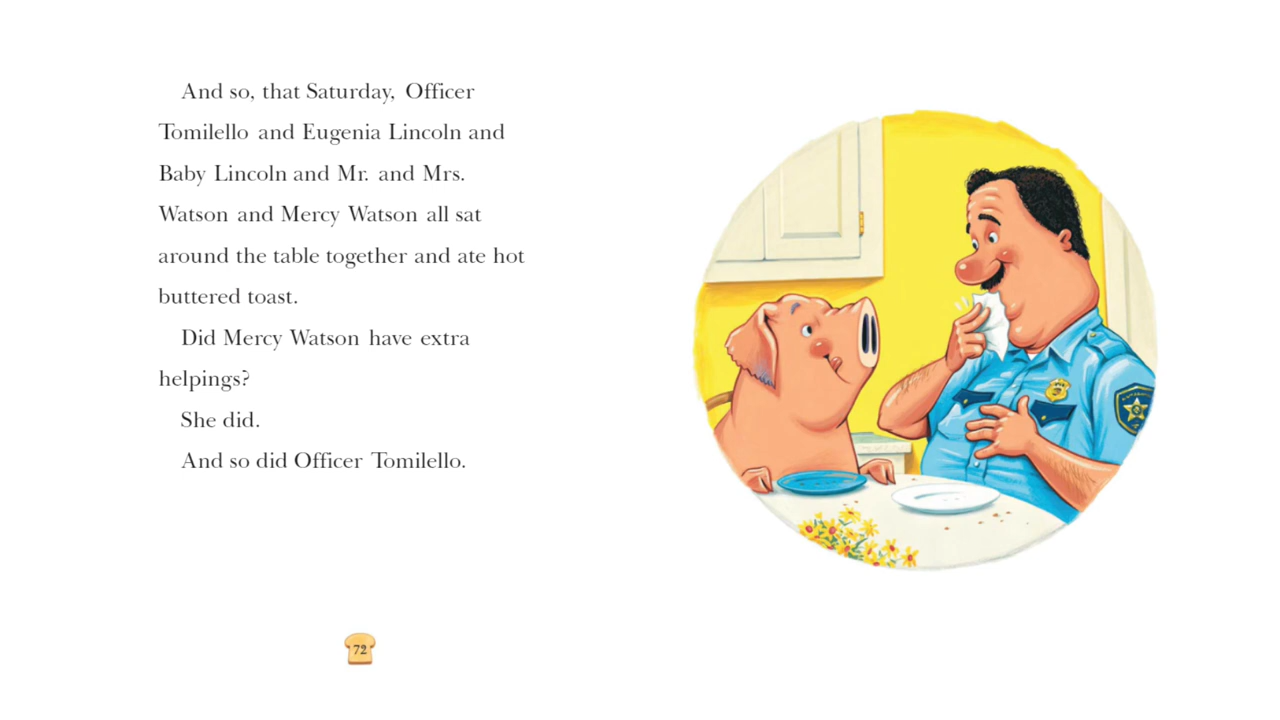 And so, that Saturday, Officer
Tomilello and Eugenia Lincoln and
Baby Lincoln and Mr. and Mrs.
Watson and Mercy Watson all sat
around the table together and ate hot
buttered toast.
Did Mercy Watson have extra
helpings?
She did.
And so did Officer Tomilello.
72